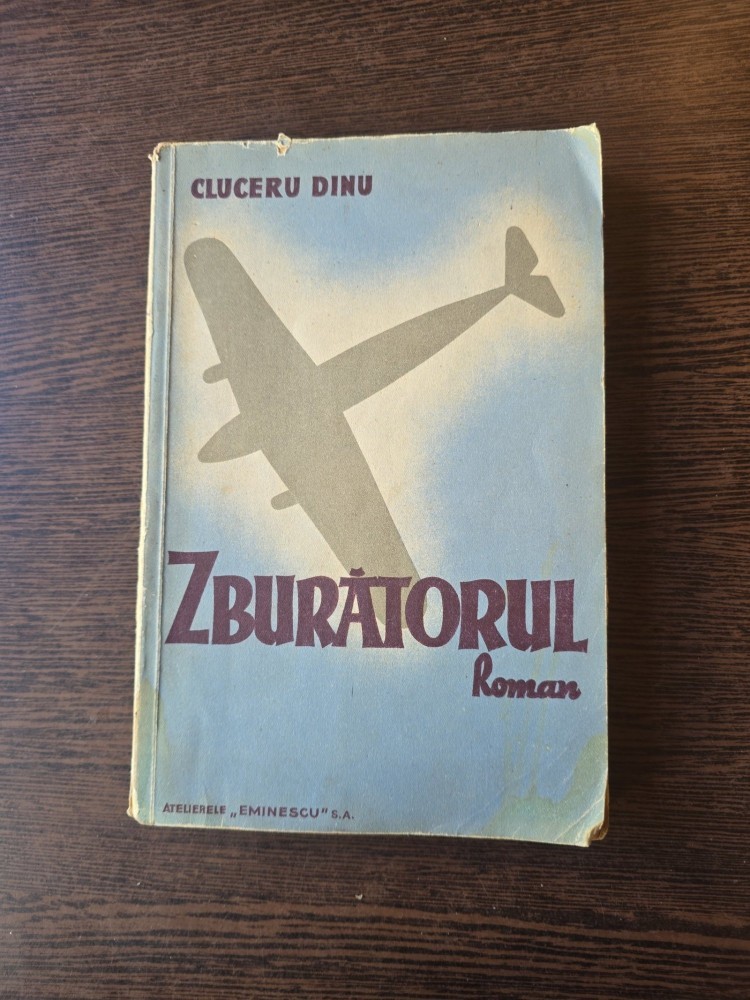 CLUCERU DINU
ZBURĂTORUL
Roman
ATELIERELE „EMINESCU" S.A.